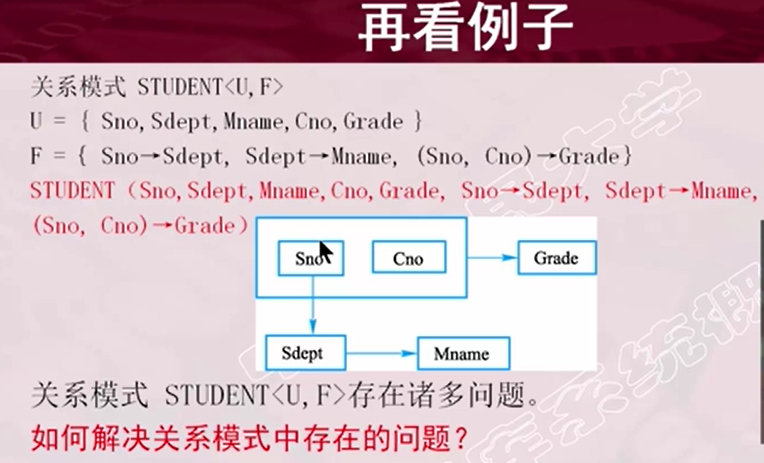 再看例子
关系模式 STUDENT<U,F>
U = { Sno,Sdept,Mname,Cno,Grade }
F = { Sno→Sdept, Sdept→Mname, (Sno, Cno)→Grade}
STUDENT（Sno,Sdept,Mname,Cno,Grade, Sno→Sdept, Sdept→Mname,
(Sno, Cno)→Grade）
Sno Cno Grade
Sdept Mname
关系模式 STUDENT<U,F>存在诸多问题。
如何解决关系模式中存在的问题？